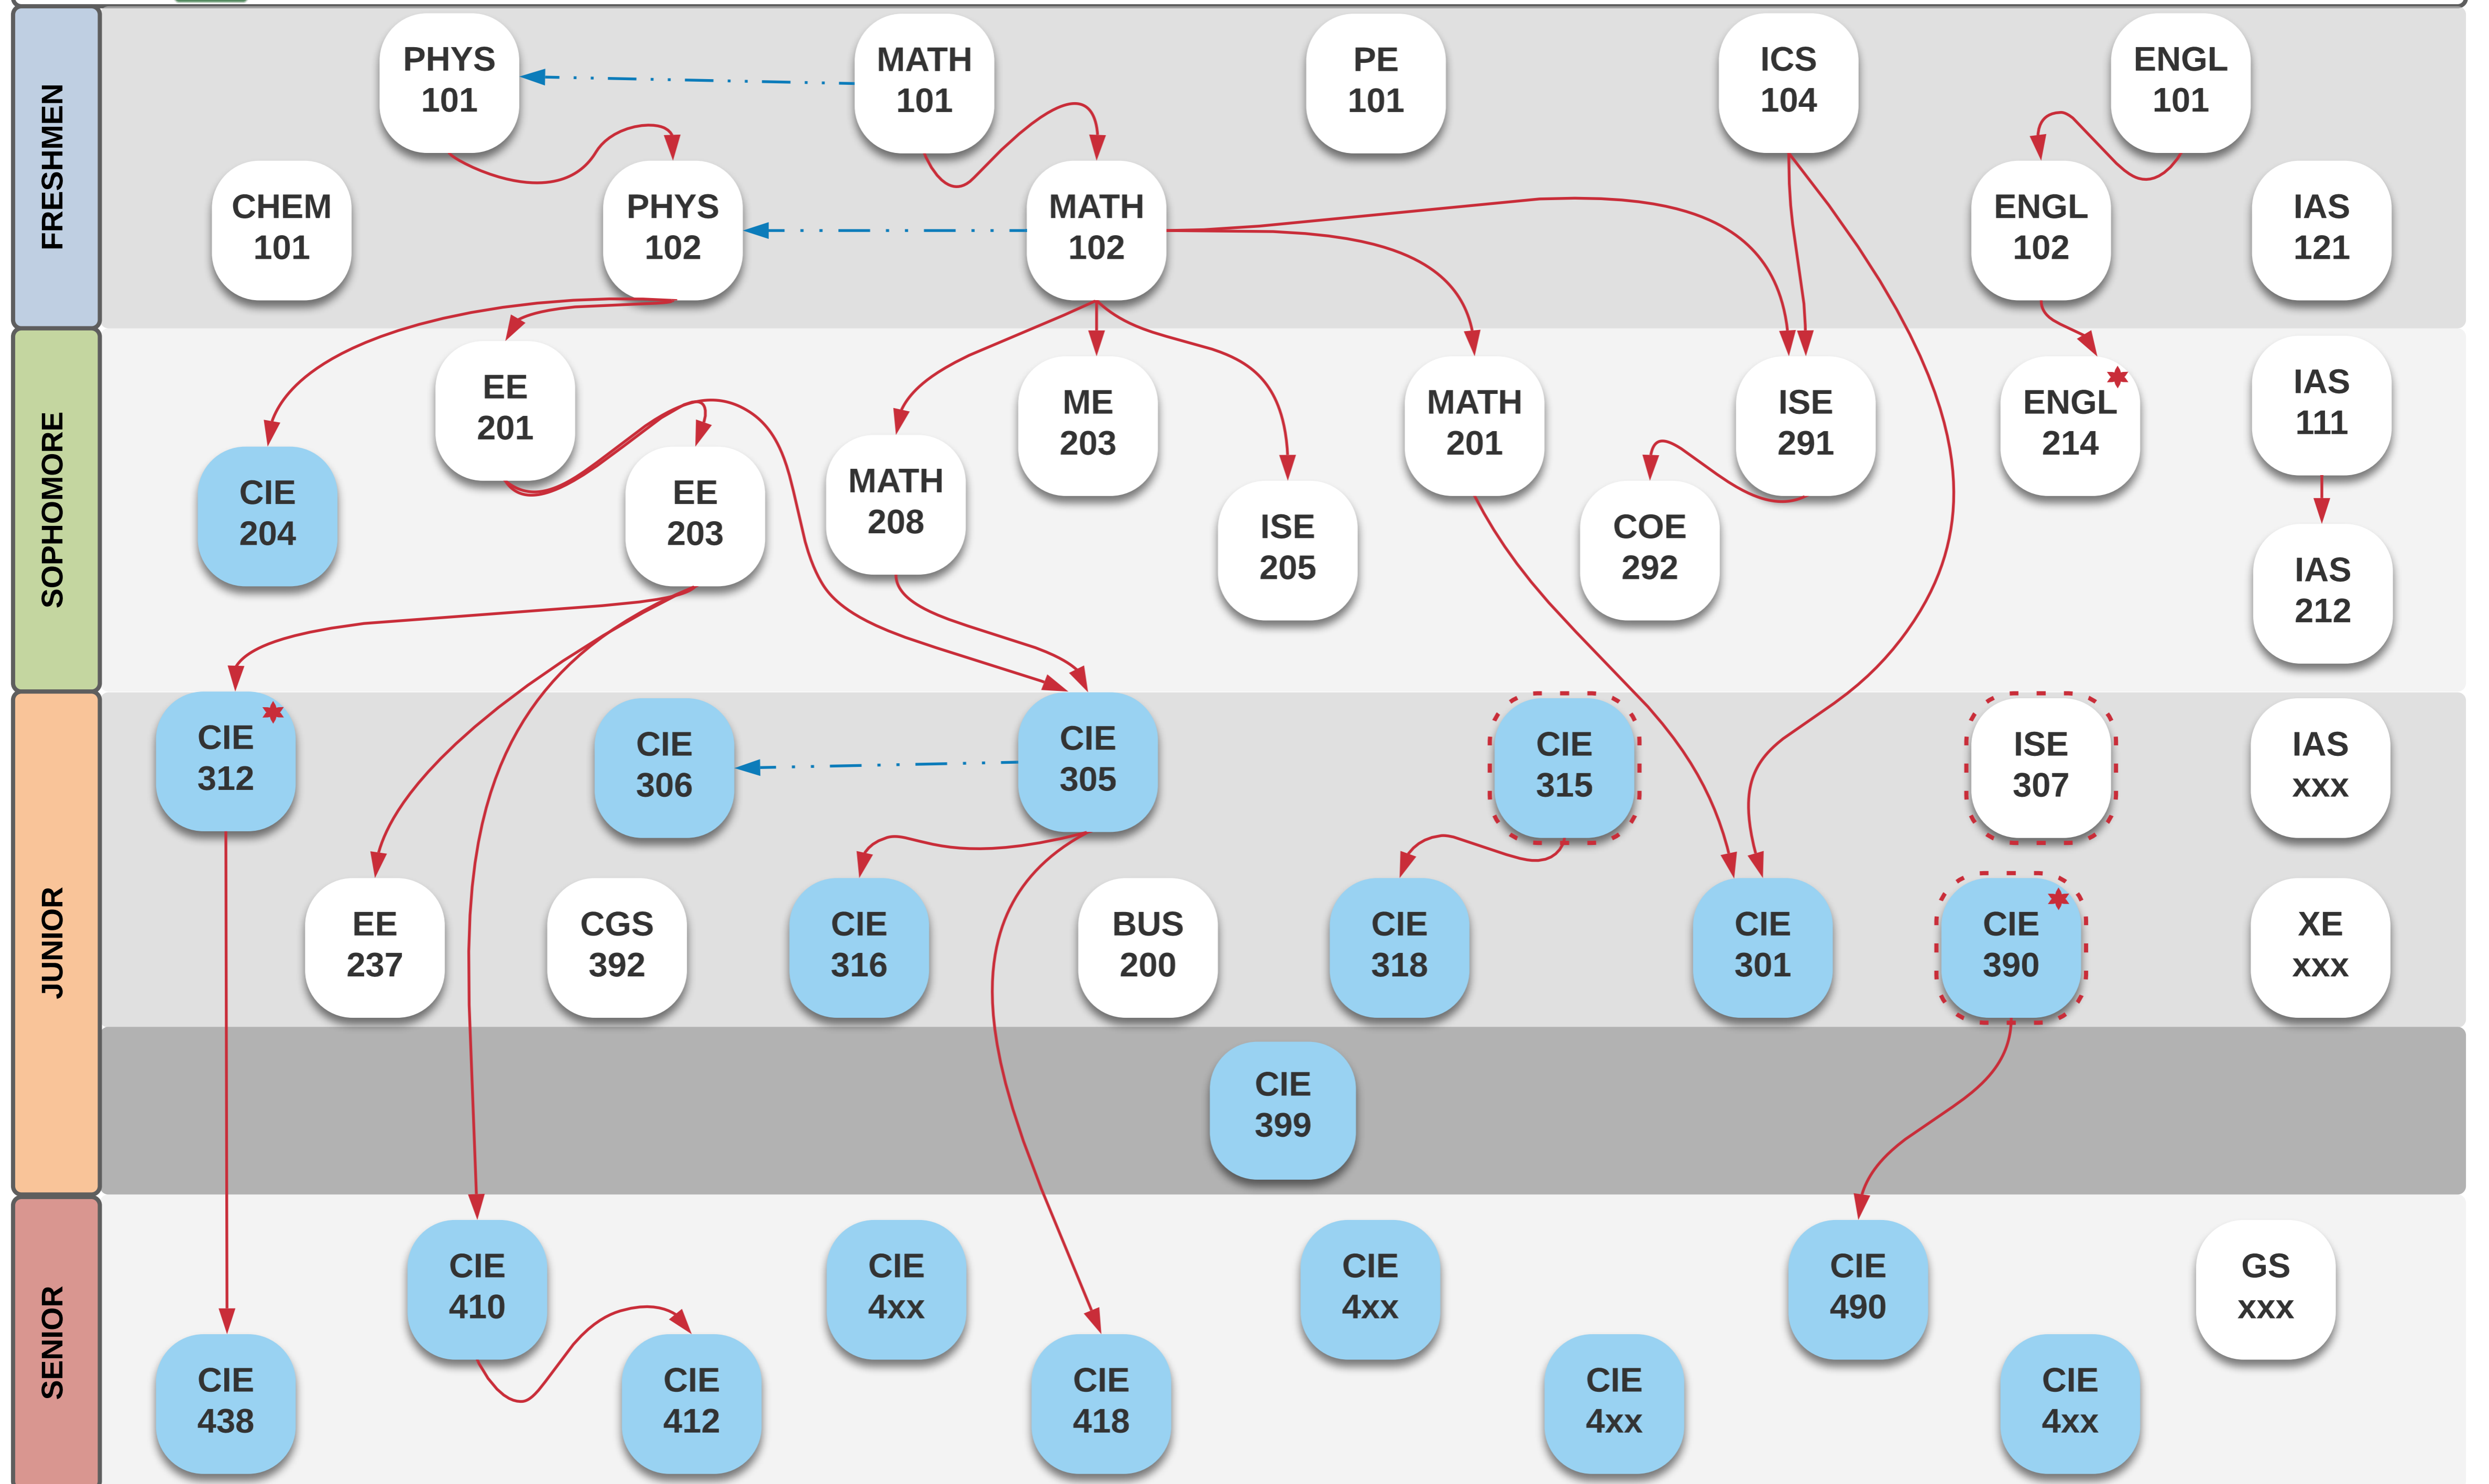 FRESHMEN
PHYS
101
MATH
101
PE
101
ICS
104
ENGL
101
CHEM
101
PHYS
102
MATH
102
ENGL
102
IAS
121
SOPHOMORE
EE
201
ME
203
MATH
201
ISE
291
ENGL
214
IAS
111
CIE
204
EE
203
MATH
208
ISE
205
COE
292
IAS
212
JUNIOR
CIE
312
CIE
306
CIE
305
CIE
315
ISE
307
IAS
xxx
EE
237
CGS
392
CIE
316
BUS
200
CIE
318
CIE
301
CIE
390
XE
xxx
CIE
399
SENIOR
CIE
410
CIE
4xx
CIE
4xx
CIE
490
GS
xxx
CIE
438
CIE
412
CIE
418
CIE
4xx
CIE
4xx